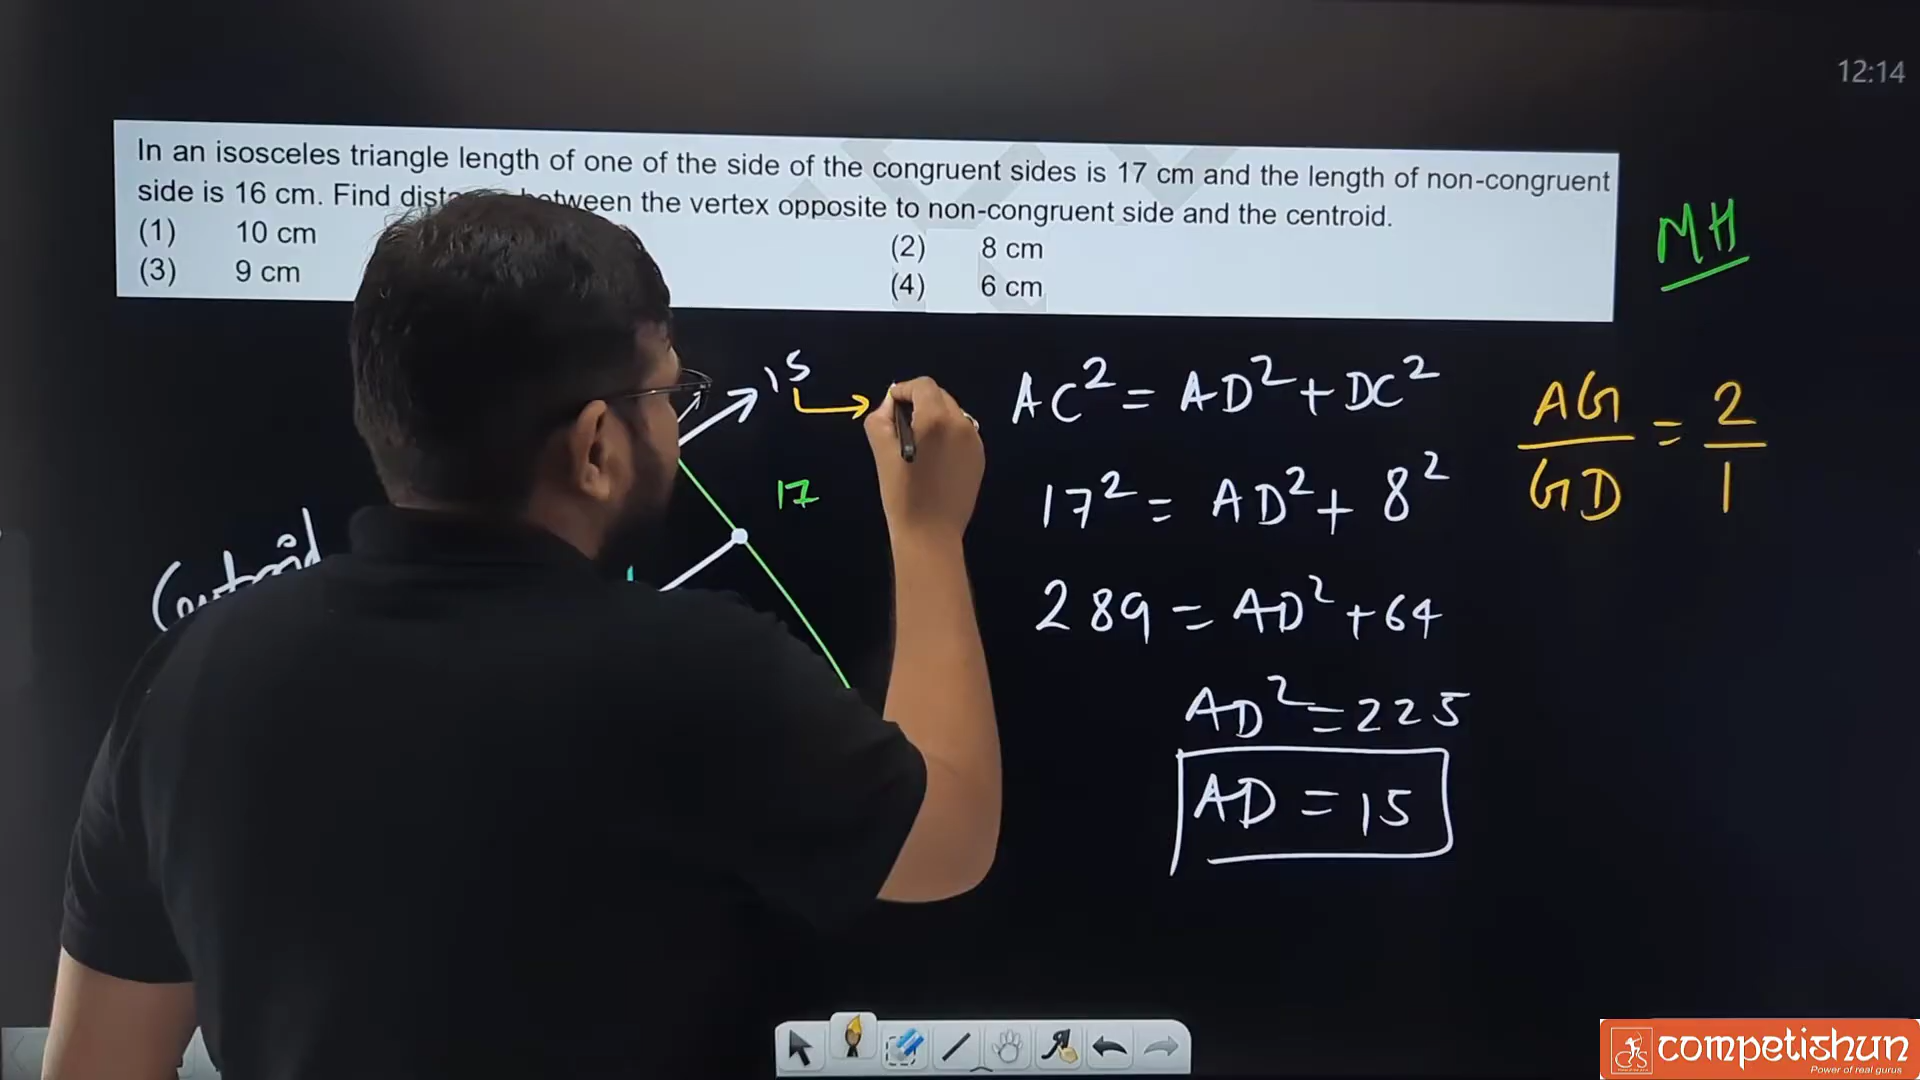 12:14
In an isosceles triangle length of one of the side of the congruent sides is 17 cm and the length of non-congruent
side is 16 cm. Find between the vertex opposite to non-congruent side and the centroid.
(1) 10 cm (2) 8 cm
(3) 9 cm (4) 6 cm
MH
15
17
Centroid
AC² = AD² + DC²
17² = AD² + 8²
289 = AD² + 64
AD² = 225
AD = 15
AG/GD = 2/1
competishun
Power of real gurus